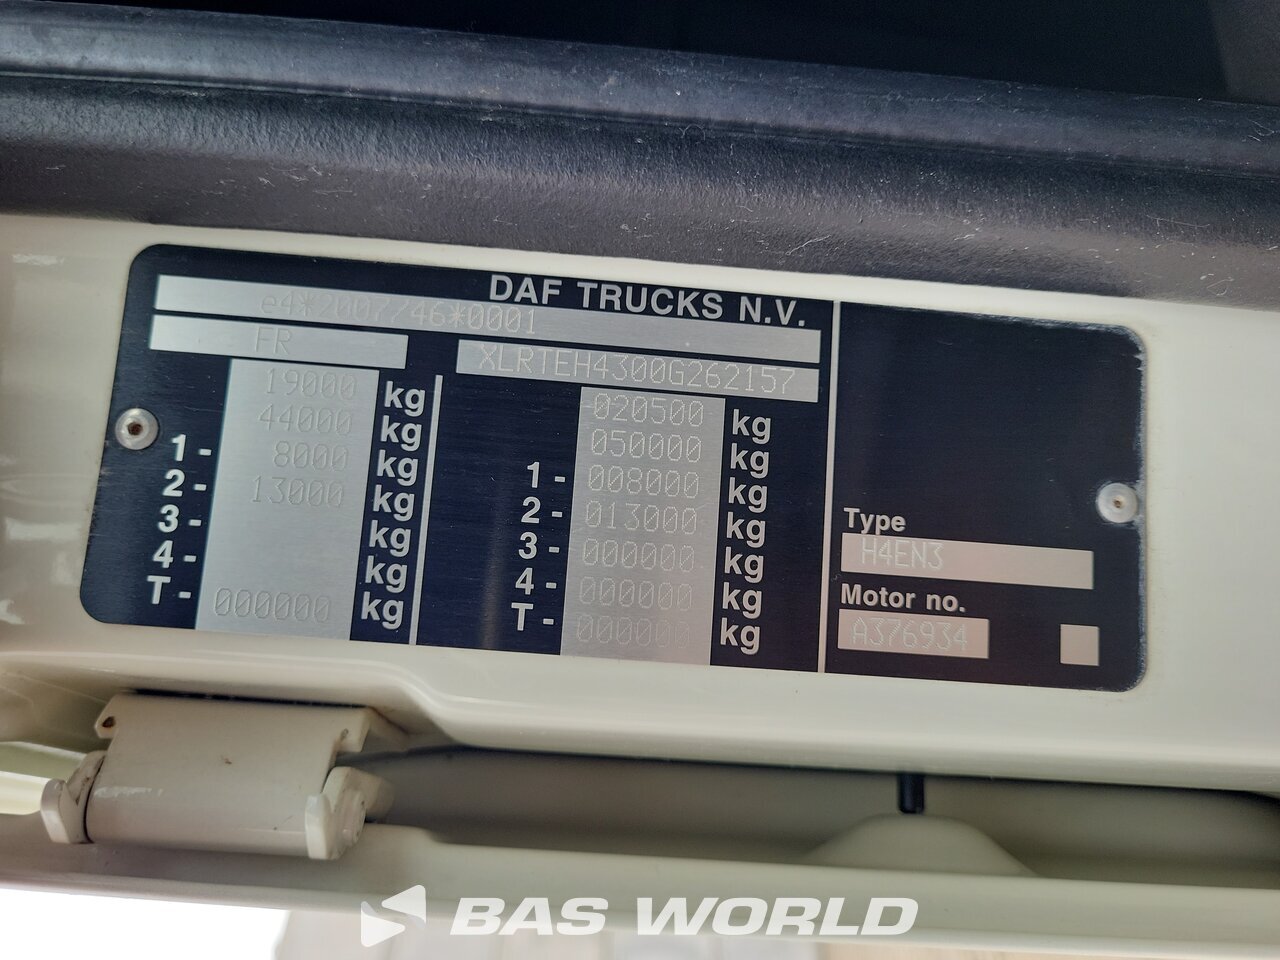 DAF TRUCKS N.V.
e4*2007/46*0001
FR XLRTEH4300G262157
19000 kg 020500 kg
44000 kg 050000 kg
1- 8000 kg 1- 008000 kg
2- 13000 kg 2- 013000 kg
3- kg 3- 000000 kg
4- kg 4- 000000 kg
T- 000000 kg T- 000000 kg
Type
H4EN3
Motor no.
A376934
BAS WORLD